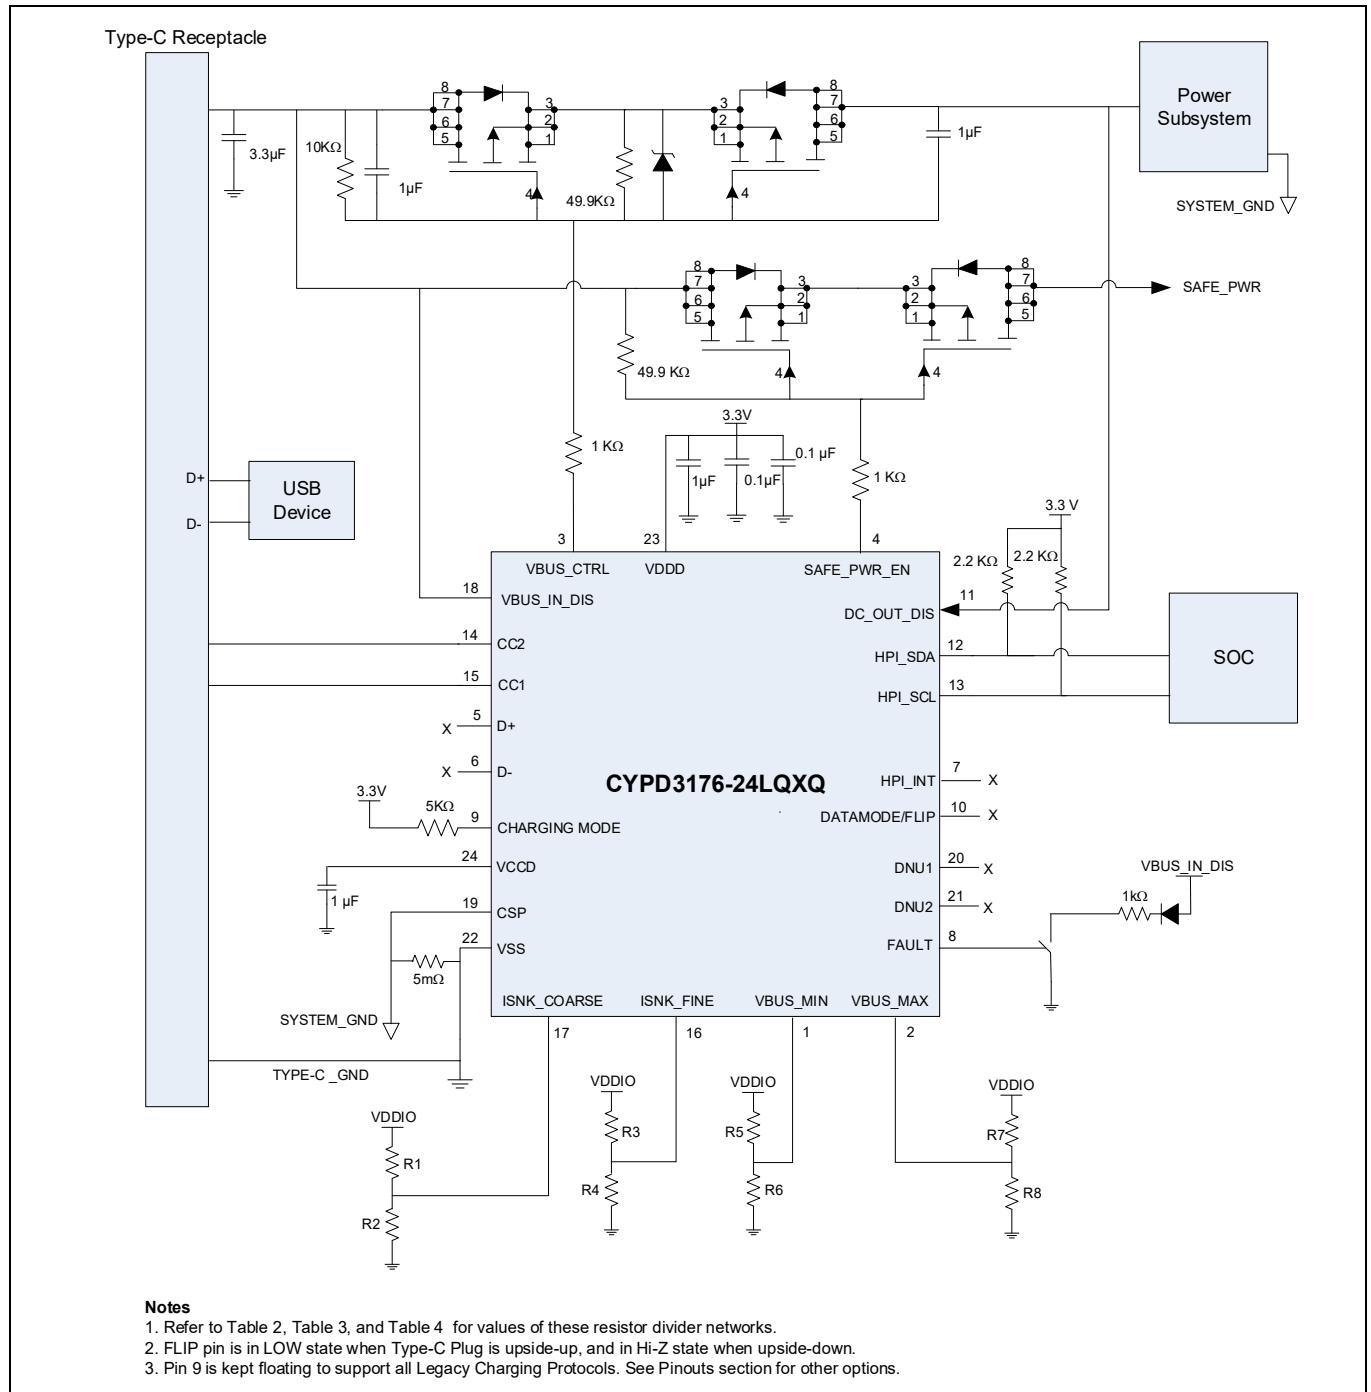 Type-C Receptacle
8
7
6
5
3
2
1
4
3
2
1
8
7
6
5
4
Power
Subsystem
3.3µF
10KΩ
1µF
49.9KΩ
1µF
SYSTEM_GND
8
7
6
5
3
2
1
4
3
2
1
8
7
6
5
4
SAFE_PWR
49.9 KΩ
3.3V
1 KΩ
1µF
0.1µF
0.1 µF
1 KΩ
D+
D-
USB
Device
3.3 V
2.2 KΩ
2.2 KΩ
3
23
4
VBUS_CTRL
VDDD
SAFE_PWR_EN
18
VBUS_IN_DIS
11
DC_OUT_DIS
14
CC2
12
HPI_SDA
SOC
15
CC1
13
HPI_SCL
X
5
D+
X
6
D-
CYPD3176-24LQXQ
HPI_INT
7
X
3.3V
5KΩ
9
CHARGING MODE
DATAMODE/FLIP
10
X
24
VCCD
1 µF
DNU1
20
X
VBUS_IN_DIS
19
CSP
DNU2
21
X
1kΩ
22
VSS
FAULT
8
5mΩ
SYSTEM_GND
ISNK_COARSE
ISNK_FINE
VBUS_MIN
VBUS_MAX
17
16
1
2
TYPE-C _GND
VDDIO
R1
R2
VDDIO
R3
R4
VDDIO
R5
R6
VDDIO
R7
R8
Notes
1. Refer to Table 2, Table 3, and Table 4 for values of these resistor divider networks.
2. FLIP pin is in LOW state when Type-C Plug is upside-up, and in Hi-Z state when upside-down.
3. Pin 9 is kept floating to support all Legacy Charging Protocols. See Pinouts section for other options.